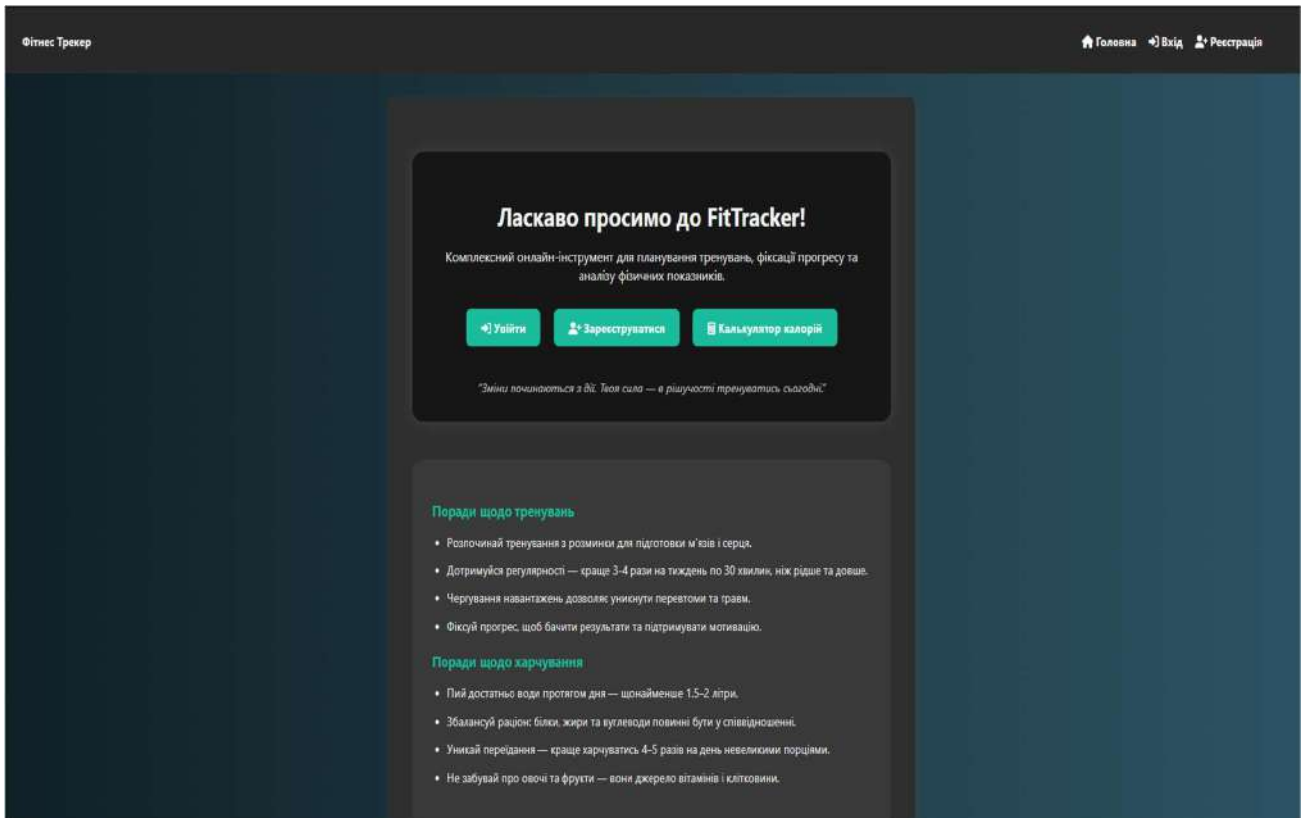 Фітнес Трекер
Головна Вхід Реєстрація
Ласкаво просимо до FitTracker!
Комплексний онлайн-інструмент для планування тренувань, фіксації прогресу та
аналізу фізичних показників.
Увійти Зареєструватися Калькулятор калорій
"Зміни починаються з дії. Твоя сила — в рішучості тренуватись сьогодні."
Поради щодо тренувань
• Розпочинай тренування з розминки для підготовки м'язів і серця.
• Дотримуйся регулярності — краще 3-4 рази на тиждень по 30 хвилин, ніж рідше та довше.
• Чергування навантажень дозволяє уникнути перевтоми та травм.
• Фіксуй прогрес, щоб бачити результати та підтримувати мотивацію.
Поради щодо харчування
• Пий достатньо води протягом дня — щонайменше 1.5–2 літри.
• Збалансуй раціон: білки, жири та вуглеводи повинні бути у співвідношенні.
• Уникай переїдання — краще харчуватись 4–5 разів на день невеликими порціями.
• Не забувай про овочі та фрукти — вони джерело вітамінів і клітковини.